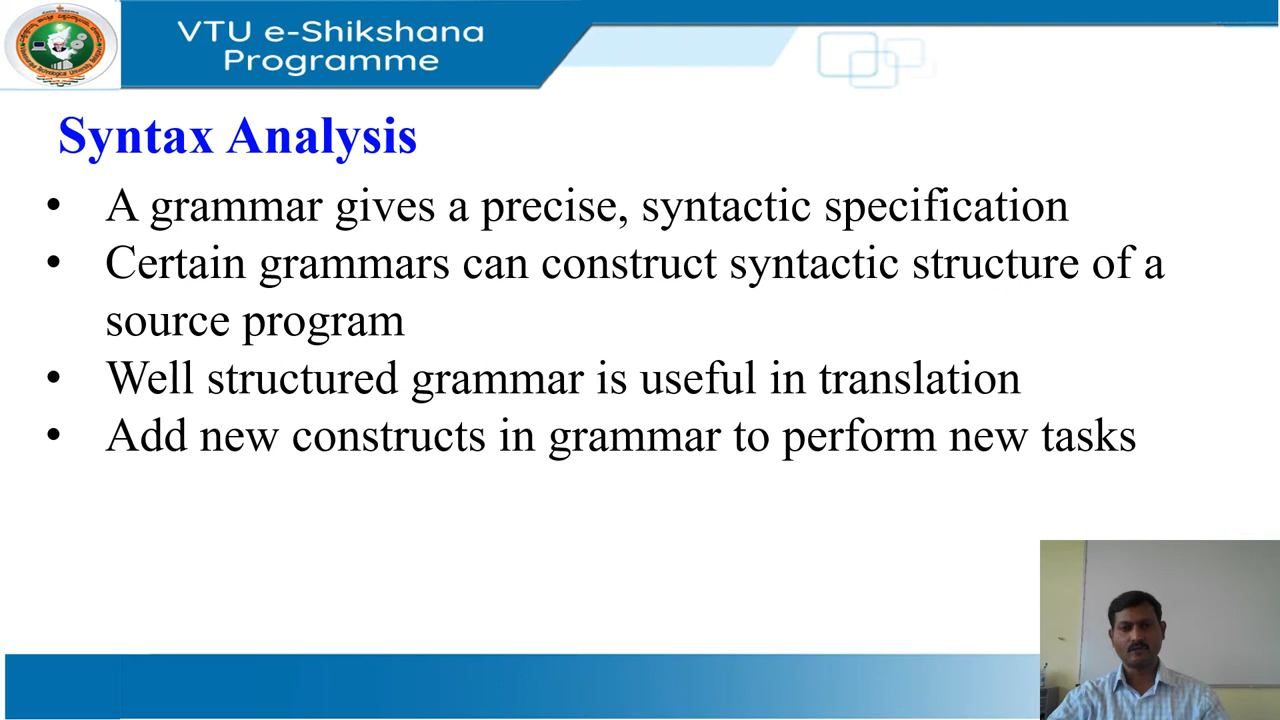 VTU e-Shikshana
Programme
Syntax Analysis
• A grammar gives a precise, syntactic specification
• Certain grammars can construct syntactic structure of a
source program
• Well structured grammar is useful in translation
• Add new constructs in grammar to perform new tasks